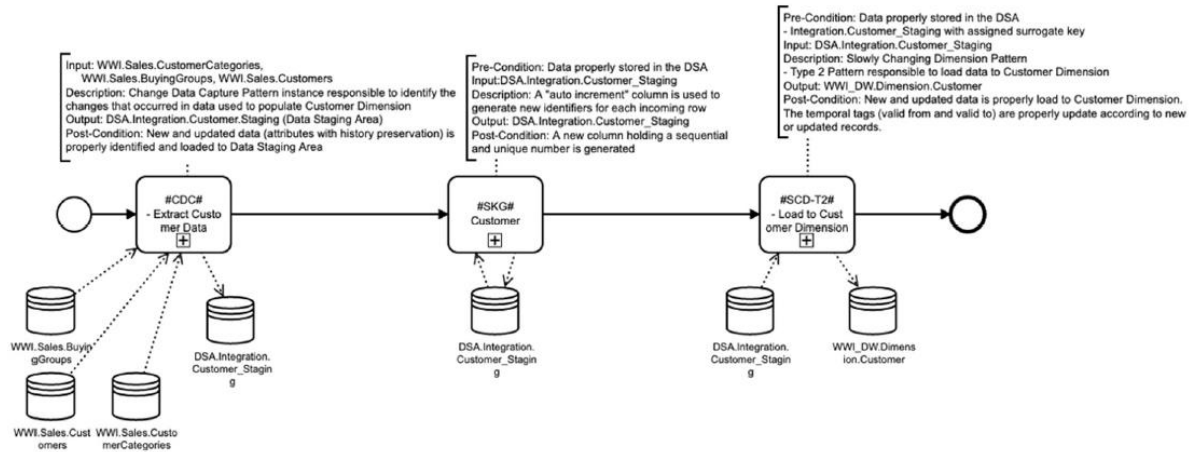 Input: WWI.Sales.CustomerCategories,
WWI.Sales.BuyingGroups, WWI.Sales.Customers
Description: Change Data Capture Pattern instance responsible to identify the
changes that occurred in data used to populate Customer Dimension
Output: DSA.Integration.Customer.Staging (Data Staging Area)
Post-Condition: New and updated data (attributes with history preservation) is
properly identified and loaded to Data Staging Area
Pre-Condition: Data properly stored in the DSA
Input:DSA.Integration.Customer_Staging
Description: A "auto increment" column is used to
generate new identifiers for each incoming row
Output: DSA.Integration.Customer_Staging
Post-Condition: A new column holding a sequential
and unique number is generated
Pre-Condition: Data properly stored in the DSA
- Integration.Customer_Staging with assigned surrogate key
Input: DSA.Integration.Customer_Staging
Description: Slowly Changing Dimension Pattern
- Type 2 Pattern responsible to load data to Customer Dimension
Output: WWI_DW.Dimension.Customer
Post-Condition: New and updated data is properly load to Customer Dimension.
The temporal tags (valid from and valid to) are properly update according to new
or updated records.
#CDC#
- Extract Custo
mer Data
#SKG#
Customer
#SCD-T2#
- Load to Cust
omer Dimension
WWI.Sales.Buyin
gGroups
DSA.Integration.
Customer_Stagin
g
DSA.Integration.
Customer_Stagin
g
DSA.Integration.
Customer_Stagin
g
WWI_DW.Dimens
ion.Customer
WWI.Sales.Cust
omers
WWI.Sales.Custo
merCategories